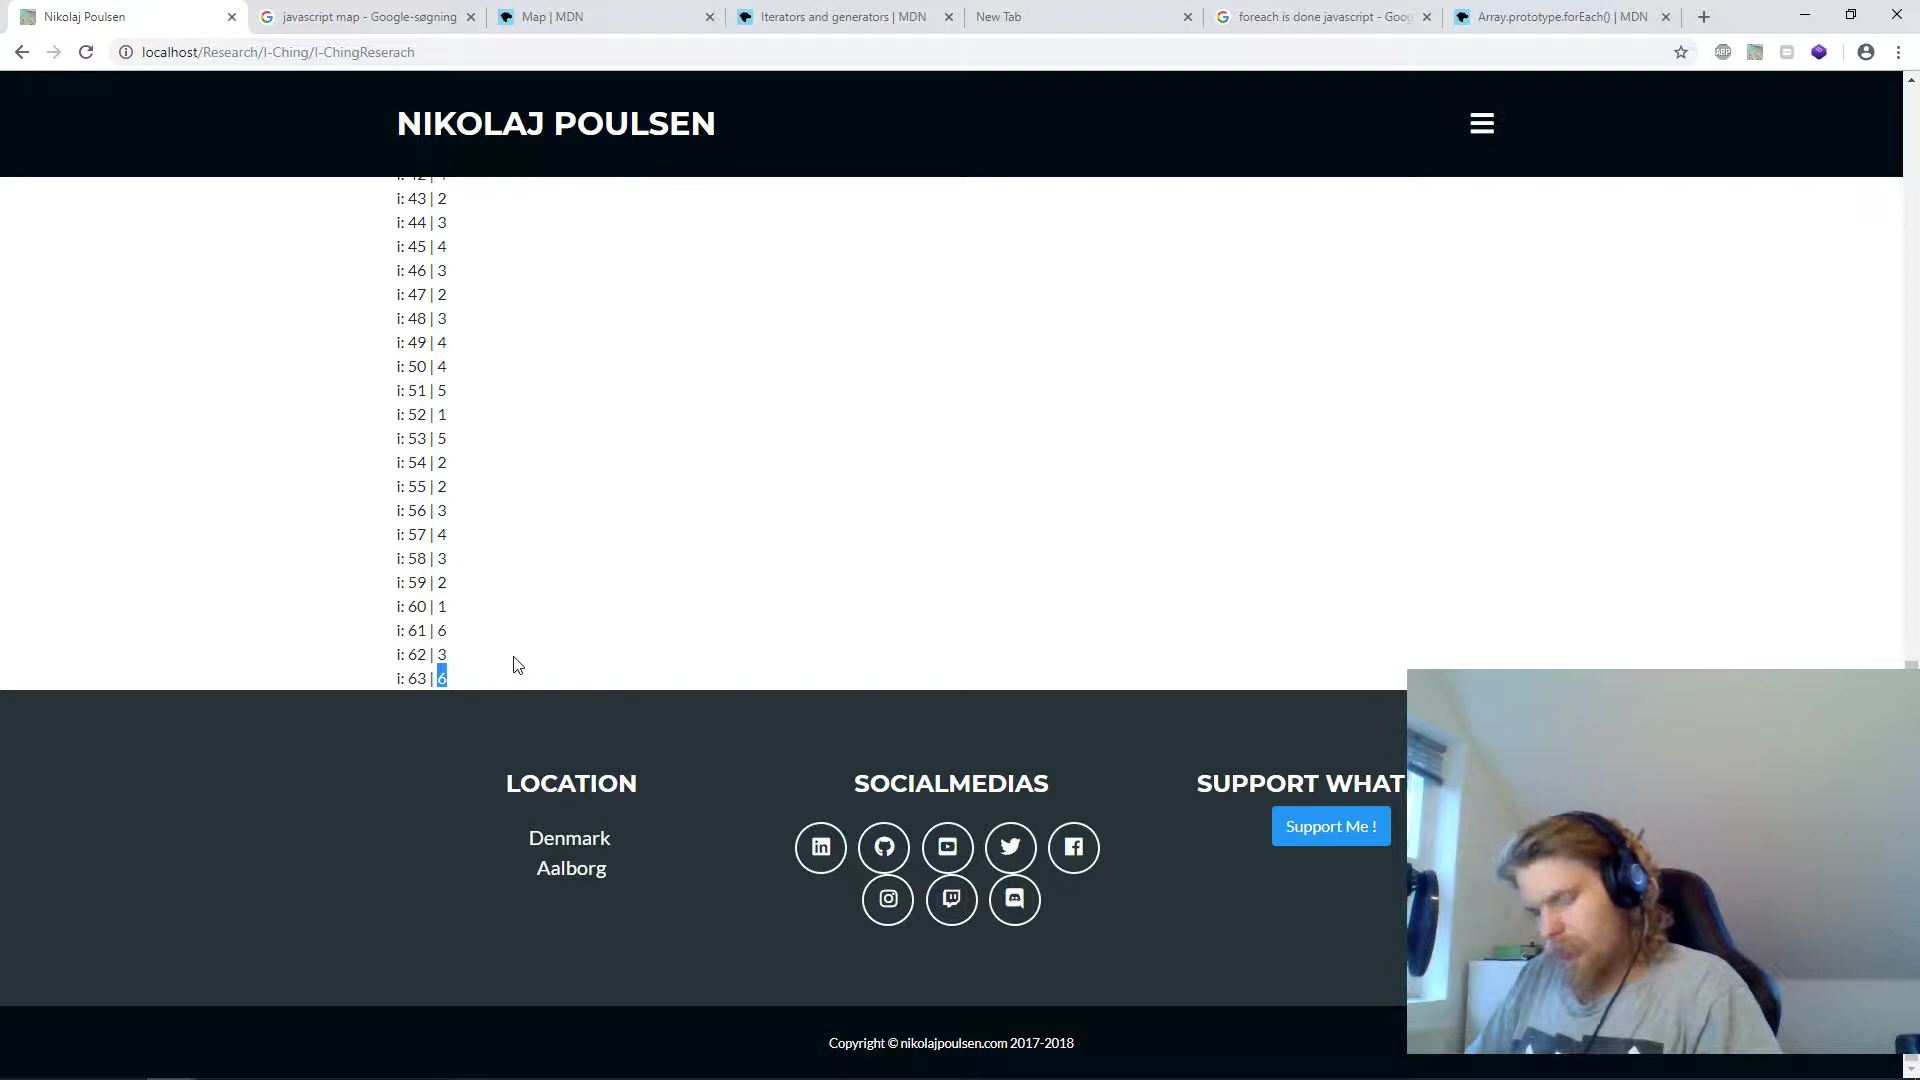 Nikolaj Poulsen
javascript map - Google-søgning
Map | MDN
Iterators and generators | MDN
New Tab
foreach is done javascript - Goog
Array.prototype.forEach() | MDN
localhost/Research/I-Ching/I-ChingReserach
ABP
NIKOLAJ POULSEN
i: 43 | 2
i: 44 | 3
i: 45 | 4
i: 46 | 3
i: 47 | 2
i: 48 | 3
i: 49 | 4
i: 50 | 4
i: 51 | 5
i: 52 | 1
i: 53 | 5
i: 54 | 2
i: 55 | 2
i: 56 | 3
i: 57 | 4
i: 58 | 3
i: 59 | 2
i: 60 | 1
i: 61 | 6
i: 62 | 3
i: 63 | 6
LOCATION
Denmark
Aalborg
SOCIALMEDIAS
SUPPORT WHAT
Support Me !
Copyright © nikolajpoulsen.com 2017-2018